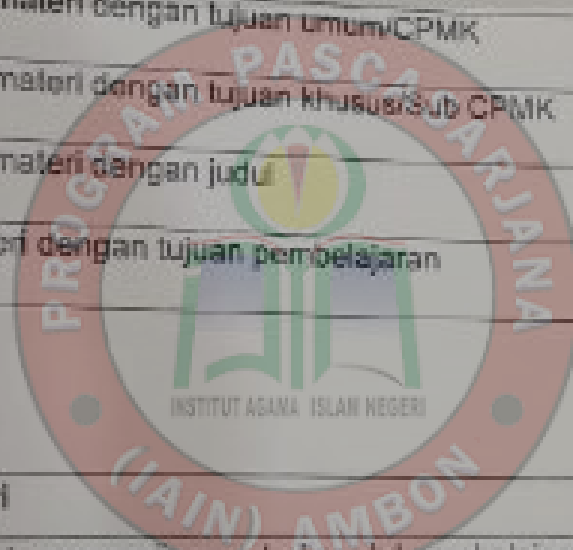 materi dengan tujuan umum/CPMK
materi dengan tujuan khusus/Sub CPMK
materi dengan judul
eri dengan tujuan pembelajaran
PROGRAM PASCASARJANA
INSTITUT AGAMA ISLAM NEGERI
(IAIN) AMBON